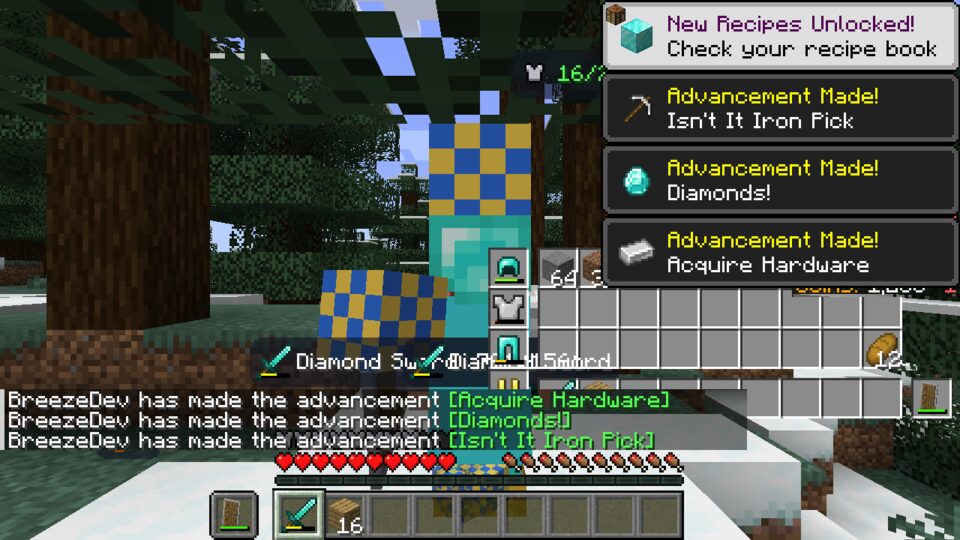 New Recipes Unlocked!
Check your recipe book
16/
Advancement Made!
Isn't It Iron Pick
Advancement Made!
Diamonds!
Advancement Made!
Acquire Hardware
64
12
Diamond
BreezeDev has made the advancement [Acquire Hardware]
BreezeDev has made the advancement [Diamonds!]
BreezeDev has made the advancement [Isn't It Iron Pick]
16